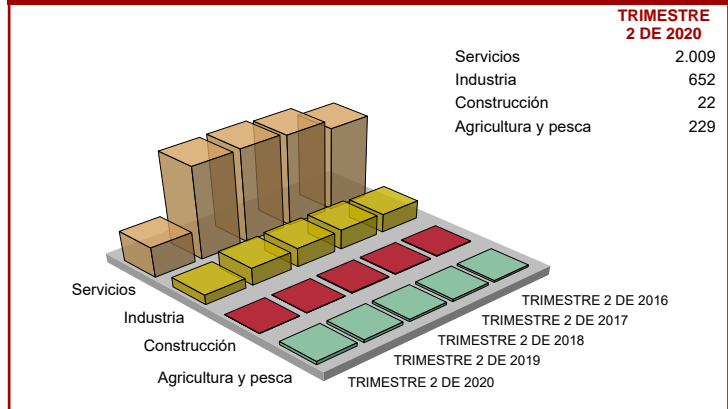 TRIMESTRE
2 DE 2020
Servicios 2.009
Industria 652
Construcción 22
Agricultura y pesca 229
Servicios
Industria
Construcción
Agricultura y pesca
TRIMESTRE 2 DE 2016
TRIMESTRE 2 DE 2017
TRIMESTRE 2 DE 2018
TRIMESTRE 2 DE 2019
TRIMESTRE 2 DE 2020